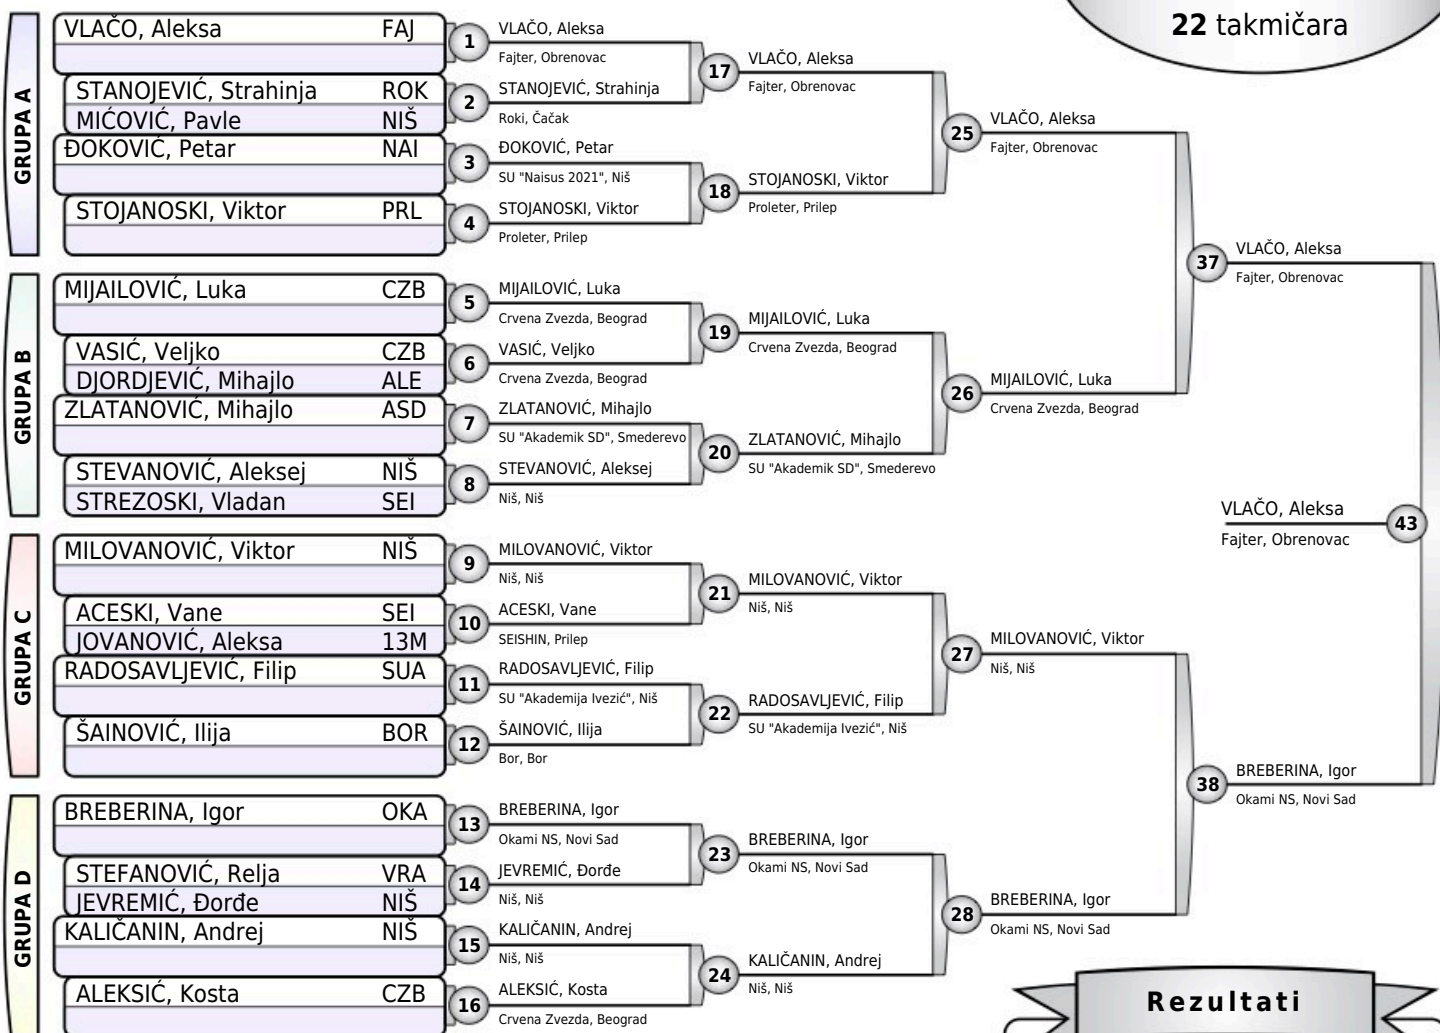 22 takmičara
GRUPA A
VLAČO, Aleksa FAJ
STANOJEVIĆ, Strahinja ROK
MIĆOVIĆ, Pavle NIŠ
ĐOKOVIĆ, Petar NAI
STOJANOSKI, Viktor PRL
GRUPA B
MIJAILOVIĆ, Luka CZB
VASIĆ, Veljko CZB
DJORDJEVIĆ, Mihajlo ALE
ZLATANOVIĆ, Mihajlo ASD
STEVANOVIĆ, Aleksej NIŠ
STREZOSKI, Vladan SEI
GRUPA C
MILOVANOVIĆ, Viktor NIŠ
ACESKI, Vane SEI
JOVANOVIĆ, Aleksa 13M
RADOSAVLJEVIĆ, Filip SUA
ŠAINOVIĆ, Ilija BOR
GRUPA D
BREBERINA, Igor OKA
STEFANOVIĆ, Relja VRA
JEVREMIĆ, Đorđe NIŠ
KALIČANIN, Andrej NIŠ
ALEKSIĆ, Kosta CZB
1 VLAČO, Aleksa
Fajter, Obrenovac
2 STANOJEVIĆ, Strahinja
Roki, Čačak
3 ĐOKOVIĆ, Petar
SU "Naisus 2021", Niš
4 STOJANOSKI, Viktor
Proleter, Prilep
5 MIJAILOVIĆ, Luka
Crvena Zvezda, Beograd
6 VASIĆ, Veljko
Crvena Zvezda, Beograd
7 ZLATANOVIĆ, Mihajlo
SU "Akademik SD", Smederevo
8 STEVANOVIĆ, Aleksej
Niš, Niš
9 MILOVANOVIĆ, Viktor
Niš, Niš
10 ACESKI, Vane
SEISHIN, Prilep
11 RADOSAVLJEVIĆ, Filip
SU "Akademija Ivezić", Niš
12 ŠAINOVIĆ, Ilija
Bor, Bor
13 BREBERINA, Igor
Okami NS, Novi Sad
14 JEVREMIĆ, Đorđe
Niš, Niš
15 KALIČANIN, Andrej
Niš, Niš
16 ALEKSIĆ, Kosta
Crvena Zvezda, Beograd
17 VLAČO, Aleksa
Fajter, Obrenovac
18 STOJANOSKI, Viktor
Proleter, Prilep
19 MIJAILOVIĆ, Luka
Crvena Zvezda, Beograd
20 ZLATANOVIĆ, Mihajlo
SU "Akademik SD", Smederevo
21 MILOVANOVIĆ, Viktor
Niš, Niš
22 RADOSAVLJEVIĆ, Filip
SU "Akademija Ivezić", Niš
23 BREBERINA, Igor
Okami NS, Novi Sad
24 KALIČANIN, Andrej
Niš, Niš
25 VLAČO, Aleksa
Fajter, Obrenovac
26 MIJAILOVIĆ, Luka
Crvena Zvezda, Beograd
27 MILOVANOVIĆ, Viktor
Niš, Niš
28 BREBERINA, Igor
Okami NS, Novi Sad
37 VLAČO, Aleksa
Fajter, Obrenovac
38 BREBERINA, Igor
Okami NS, Novi Sad
VLAČO, Aleksa 43
Fajter, Obrenovac
Rezultati